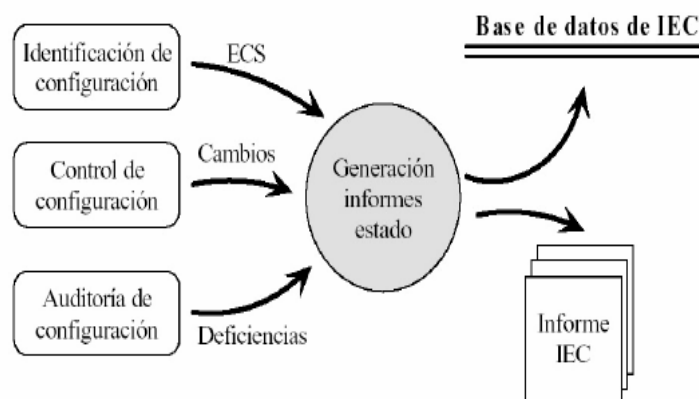 Base de datos de IEC
Identificación de
configuración
ECS
Control de
configuración
Cambios
Generación
informes
estado
Auditoría de
configuración
Deficiencias
Informe
IEC